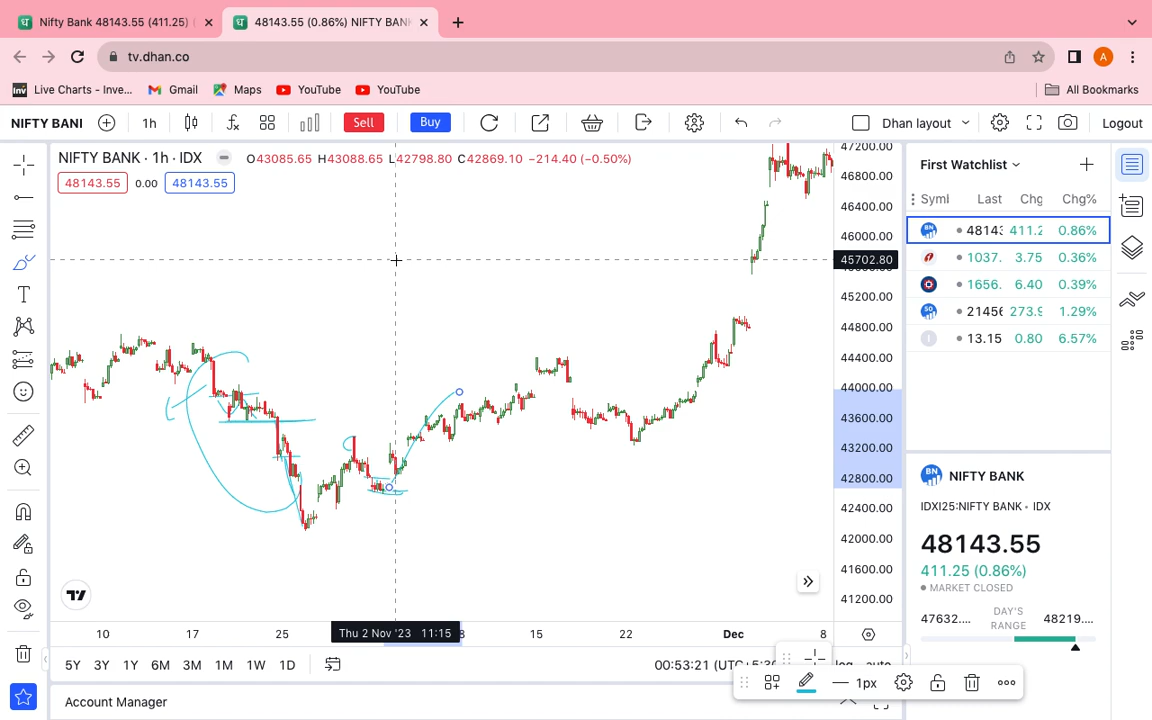 Nifty Bank 48143.55 (411.25) (
48143.55 (0.86%) NIFTY BANK
tv.dhan.co
A
Live Charts - Inve...
Gmail
Maps
YouTube
YouTube
All Bookmarks
NIFTY BANI
1h
Sell
Buy
Dhan layout
Logout
NIFTY BANK · 1h · IDX
O43085.65 H43088.65 L42798.80 C42869.10 −214.40 (−0.50%)
48143.55 0.00 48143.55
47200.00
46800.00
46400.00
46000.00
45702.80
45200.00
44800.00
44400.00
44000.00
43600.00
43200.00
42800.00
42400.00
42000.00
41600.00
41200.00
First Watchlist
Symbl Last Chg Chg%
48143 411.2 0.86%
1037. 3.75 0.36%
1656. 6.40 0.39%
21456 273.9 1.29%
13.15 0.80 6.57%
NIFTY BANK
IDXI25:NIFTY BANK • IDX
48143.55
411.25 (0.86%)
MARKET CLOSED
47632.... DAY'S RANGE 48219....
10 17 25 Thu 2 Nov '23 11:15 8 15 22 Dec 8
5Y 3Y 1Y 6M 3M 1M 1W 1D
00:53:21 (UTC+5:30
log auto
1px
Account Manager